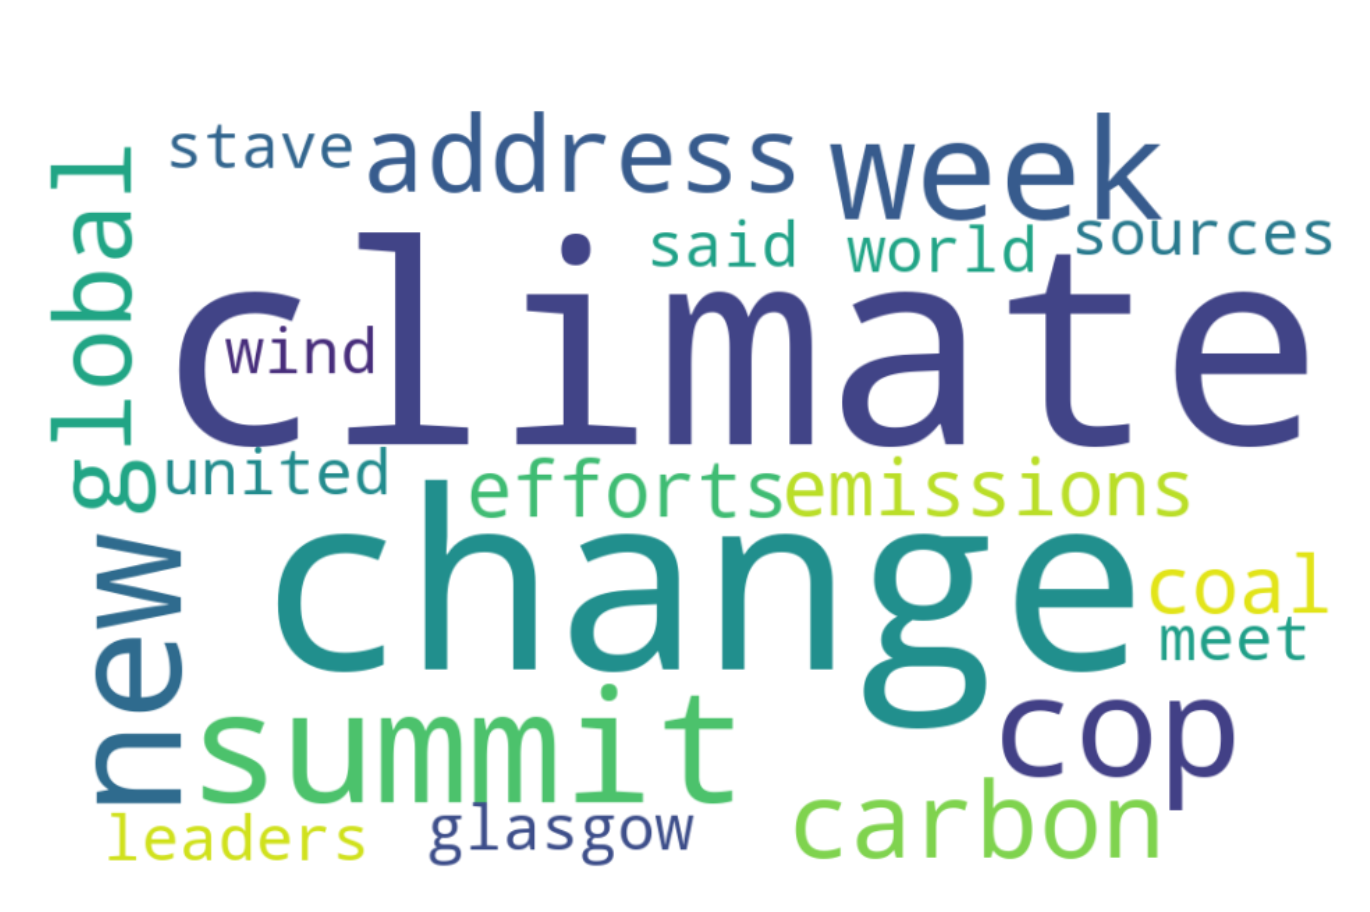 stave address week
said world sources
global
climate
wind
united efforts emissions
change
coal
meet
new
summit cop
carbon
leaders glasgow